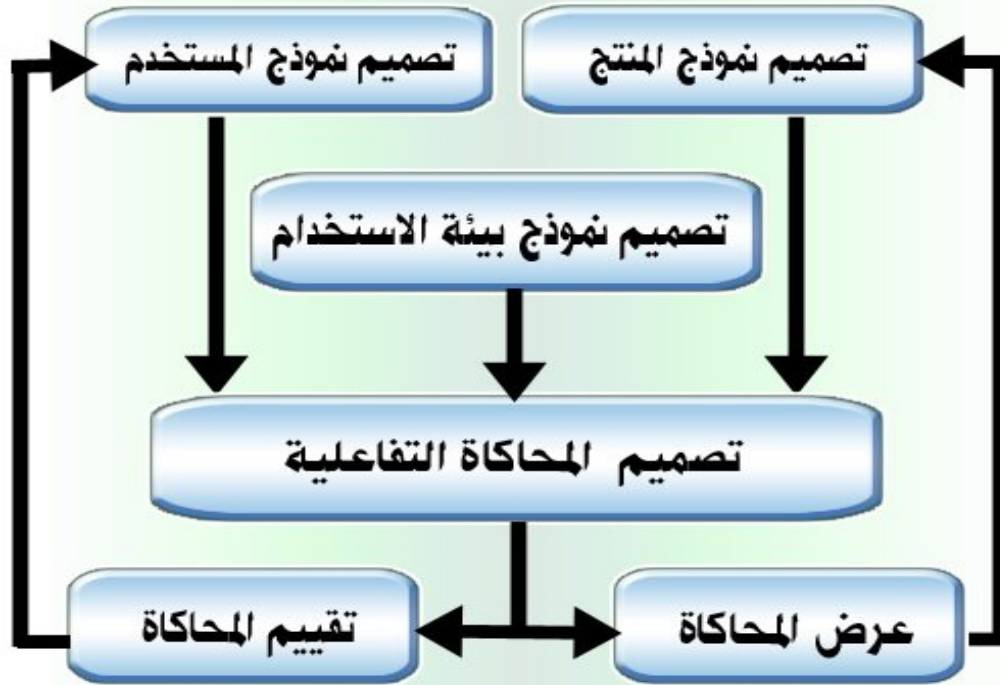 تصميم نموذج المنتج
تصميم نموذج المستخدم
تصميم نموذج بيئة الاستخدام
تصميم المحاكاة التفاعلية
عرض المحاكاة
تقييم المحاكاة